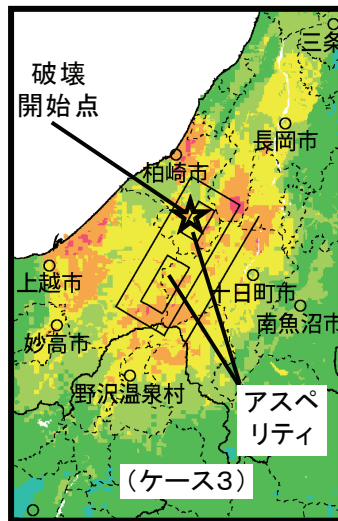 三条
破壊
開始点
長岡市
柏崎市
上越市
十日町市
南魚沼市
妙高市
野沢温泉村
アスペ
リティ
（ケース3）